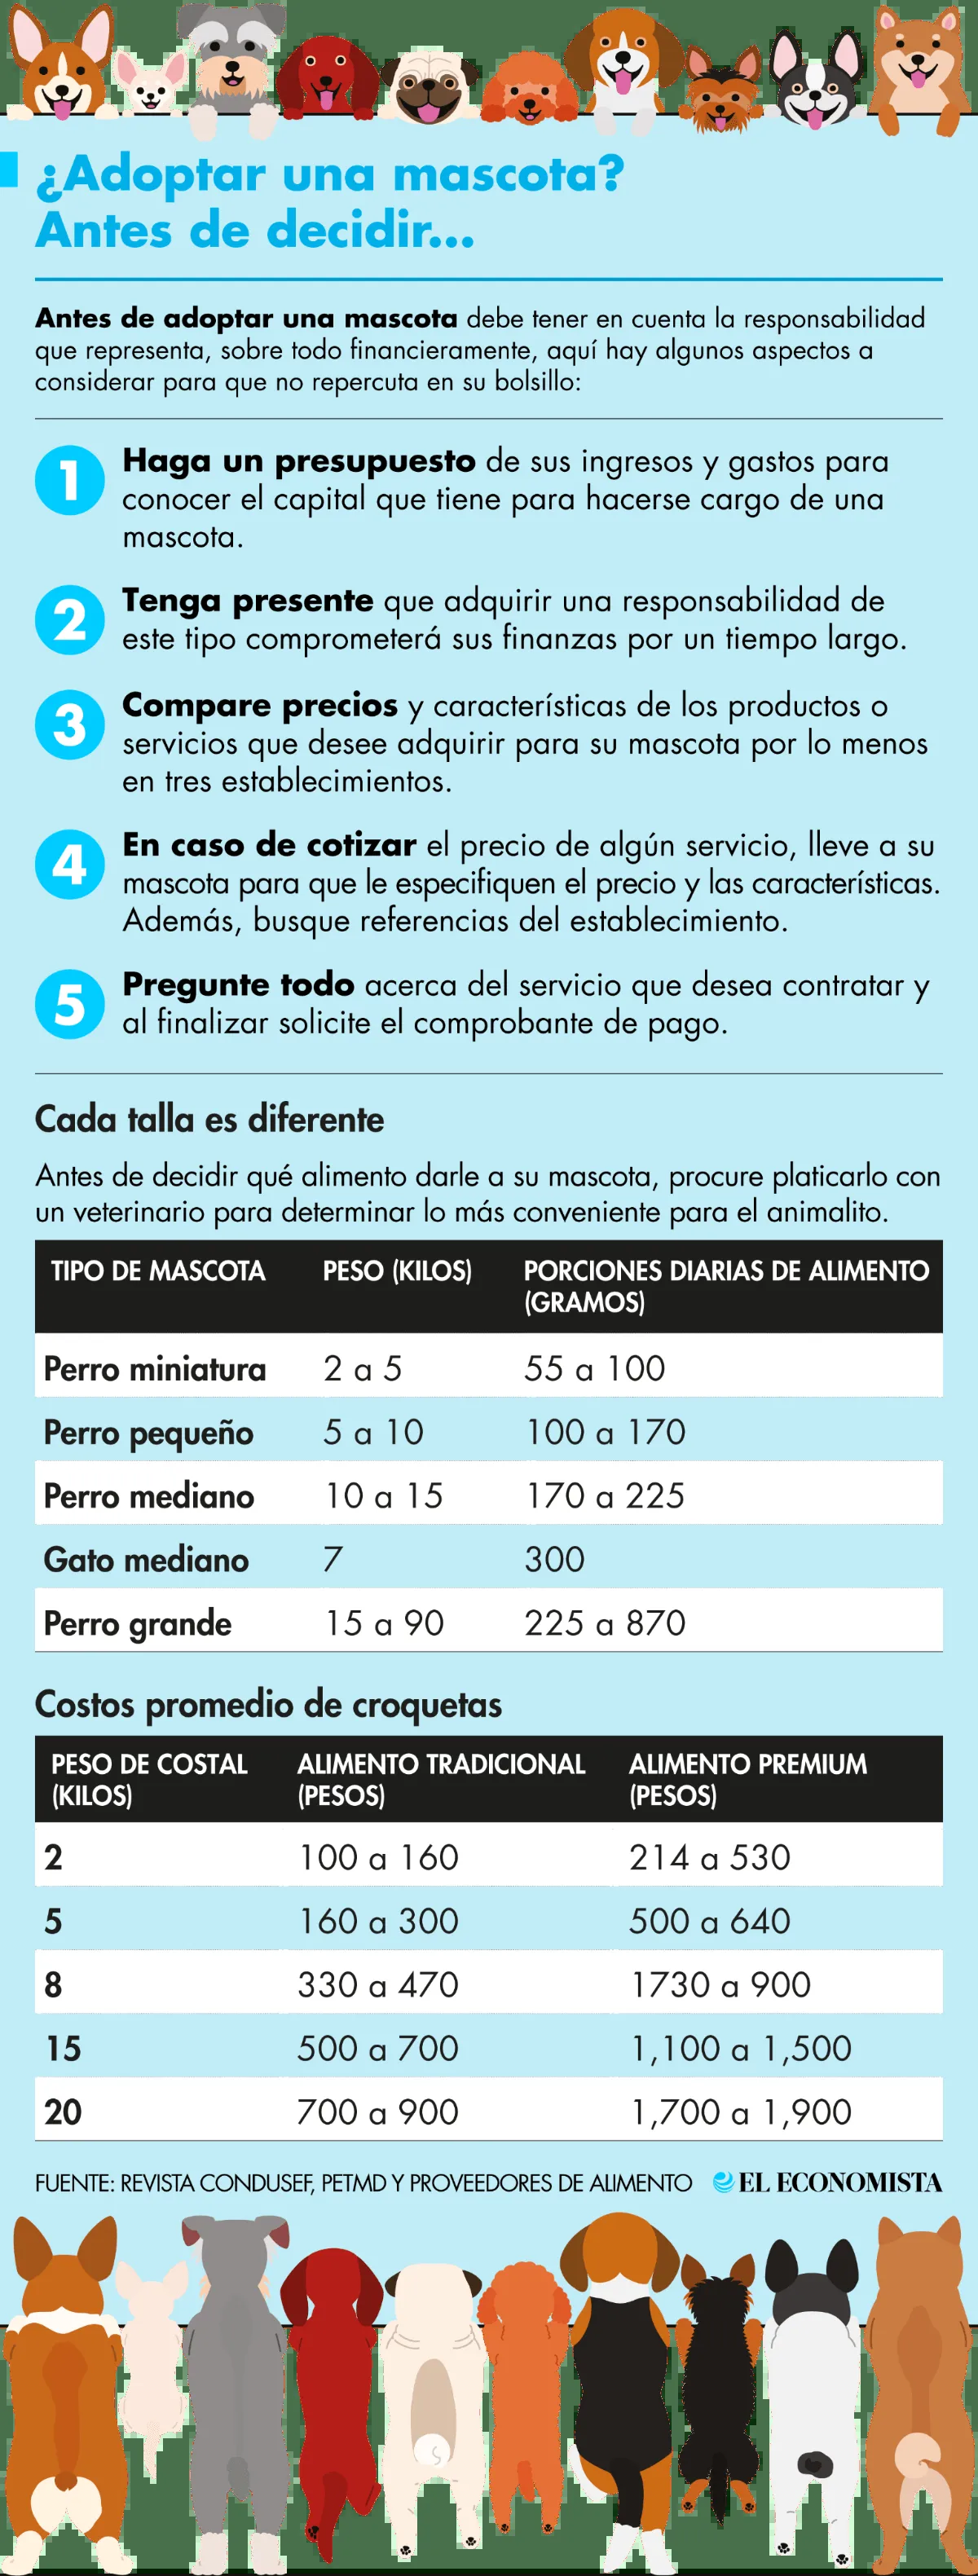 ¿Adoptar una mascota?
Antes de decidir...
Antes de adoptar una mascota debe tener en cuenta la responsabilidad
que representa, sobre todo financieramente, aquí hay algunos aspectos a
considerar para que no repercuta en su bolsillo:
1 Haga un presupuesto de sus ingresos y gastos para
conocer el capital que tiene para hacerse cargo de una
mascota.
2 Tenga presente que adquirir una responsabilidad de
este tipo comprometerá sus finanzas por un tiempo largo.
3 Compare precios y características de los productos o
servicios que desee adquirir para su mascota por lo menos
en tres establecimientos.
4 En caso de cotizar el precio de algún servicio, lleve a su
mascota para que le especifiquen el precio y las características.
Además, busque referencias del establecimiento.
5 Pregunte todo acerca del servicio que desea contratar y
al finalizar solicite el comprobante de pago.
Cada talla es diferente
Antes de decidir qué alimento darle a su mascota, procure platicarlo con
un veterinario para determinar lo más conveniente para el animalito.
TIPO DE MASCOTA PESO (KILOS) PORCIONES DIARIAS DE ALIMENTO
(GRAMOS)
Perro miniatura 2 a 5 55 a 100
Perro pequeño 5 a 10 100 a 170
Perro mediano 10 a 15 170 a 225
Gato mediano 7 300
Perro grande 15 a 90 225 a 870
Costos promedio de croquetas
PESO DE COSTAL ALIMENTO TRADICIONAL ALIMENTO PREMIUM
(KILOS) (PESOS) (PESOS)
2 100 a 160 214 a 530
5 160 a 300 500 a 640
8 330 a 470 1730 a 900
15 500 a 700 1,100 a 1,500
20 700 a 900 1,700 a 1,900
FUENTE: REVISTA CONDUSEF, PETMD Y PROVEEDORES DE ALIMENTO EL ECONOMISTA